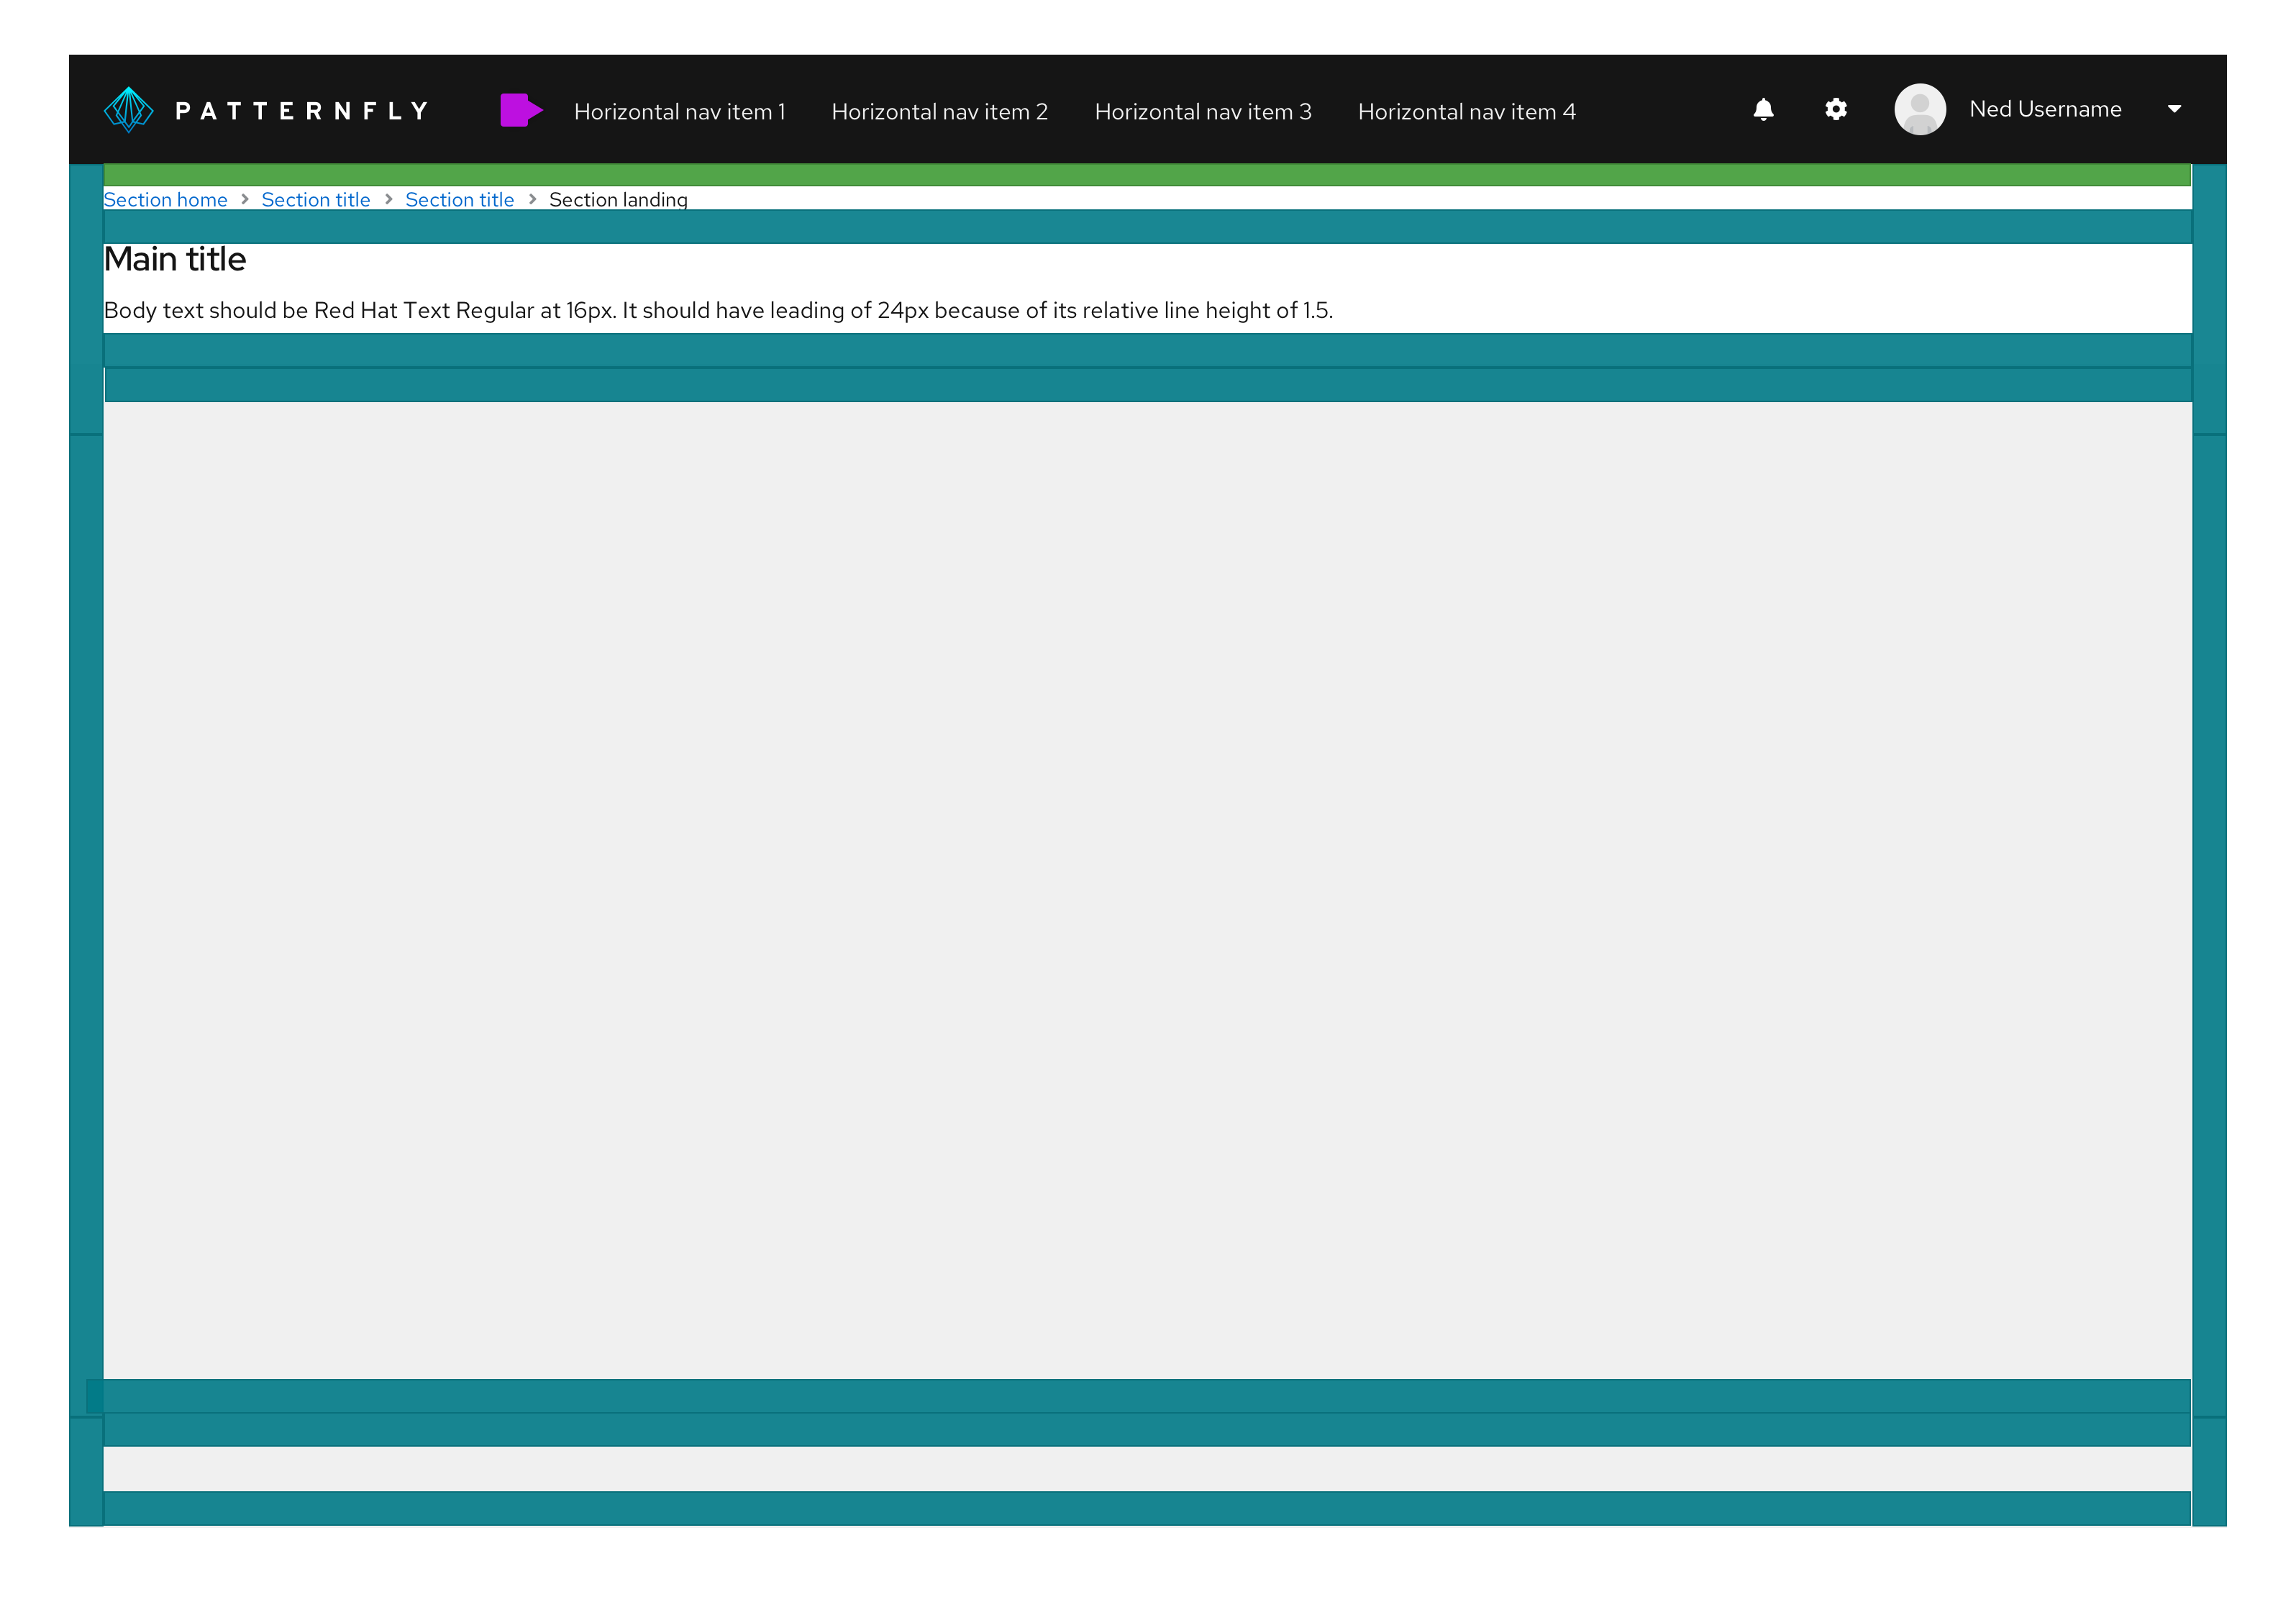 PATTERNFLY Horizontal nav item 1 Horizontal nav item 2 Horizontal nav item 3 Horizontal nav item 4 Ned Username
Section home > Section title > Section title > Section landing
Main title
Body text should be Red Hat Text Regular at 16px. It should have leading of 24px because of its relative line height of 1.5.